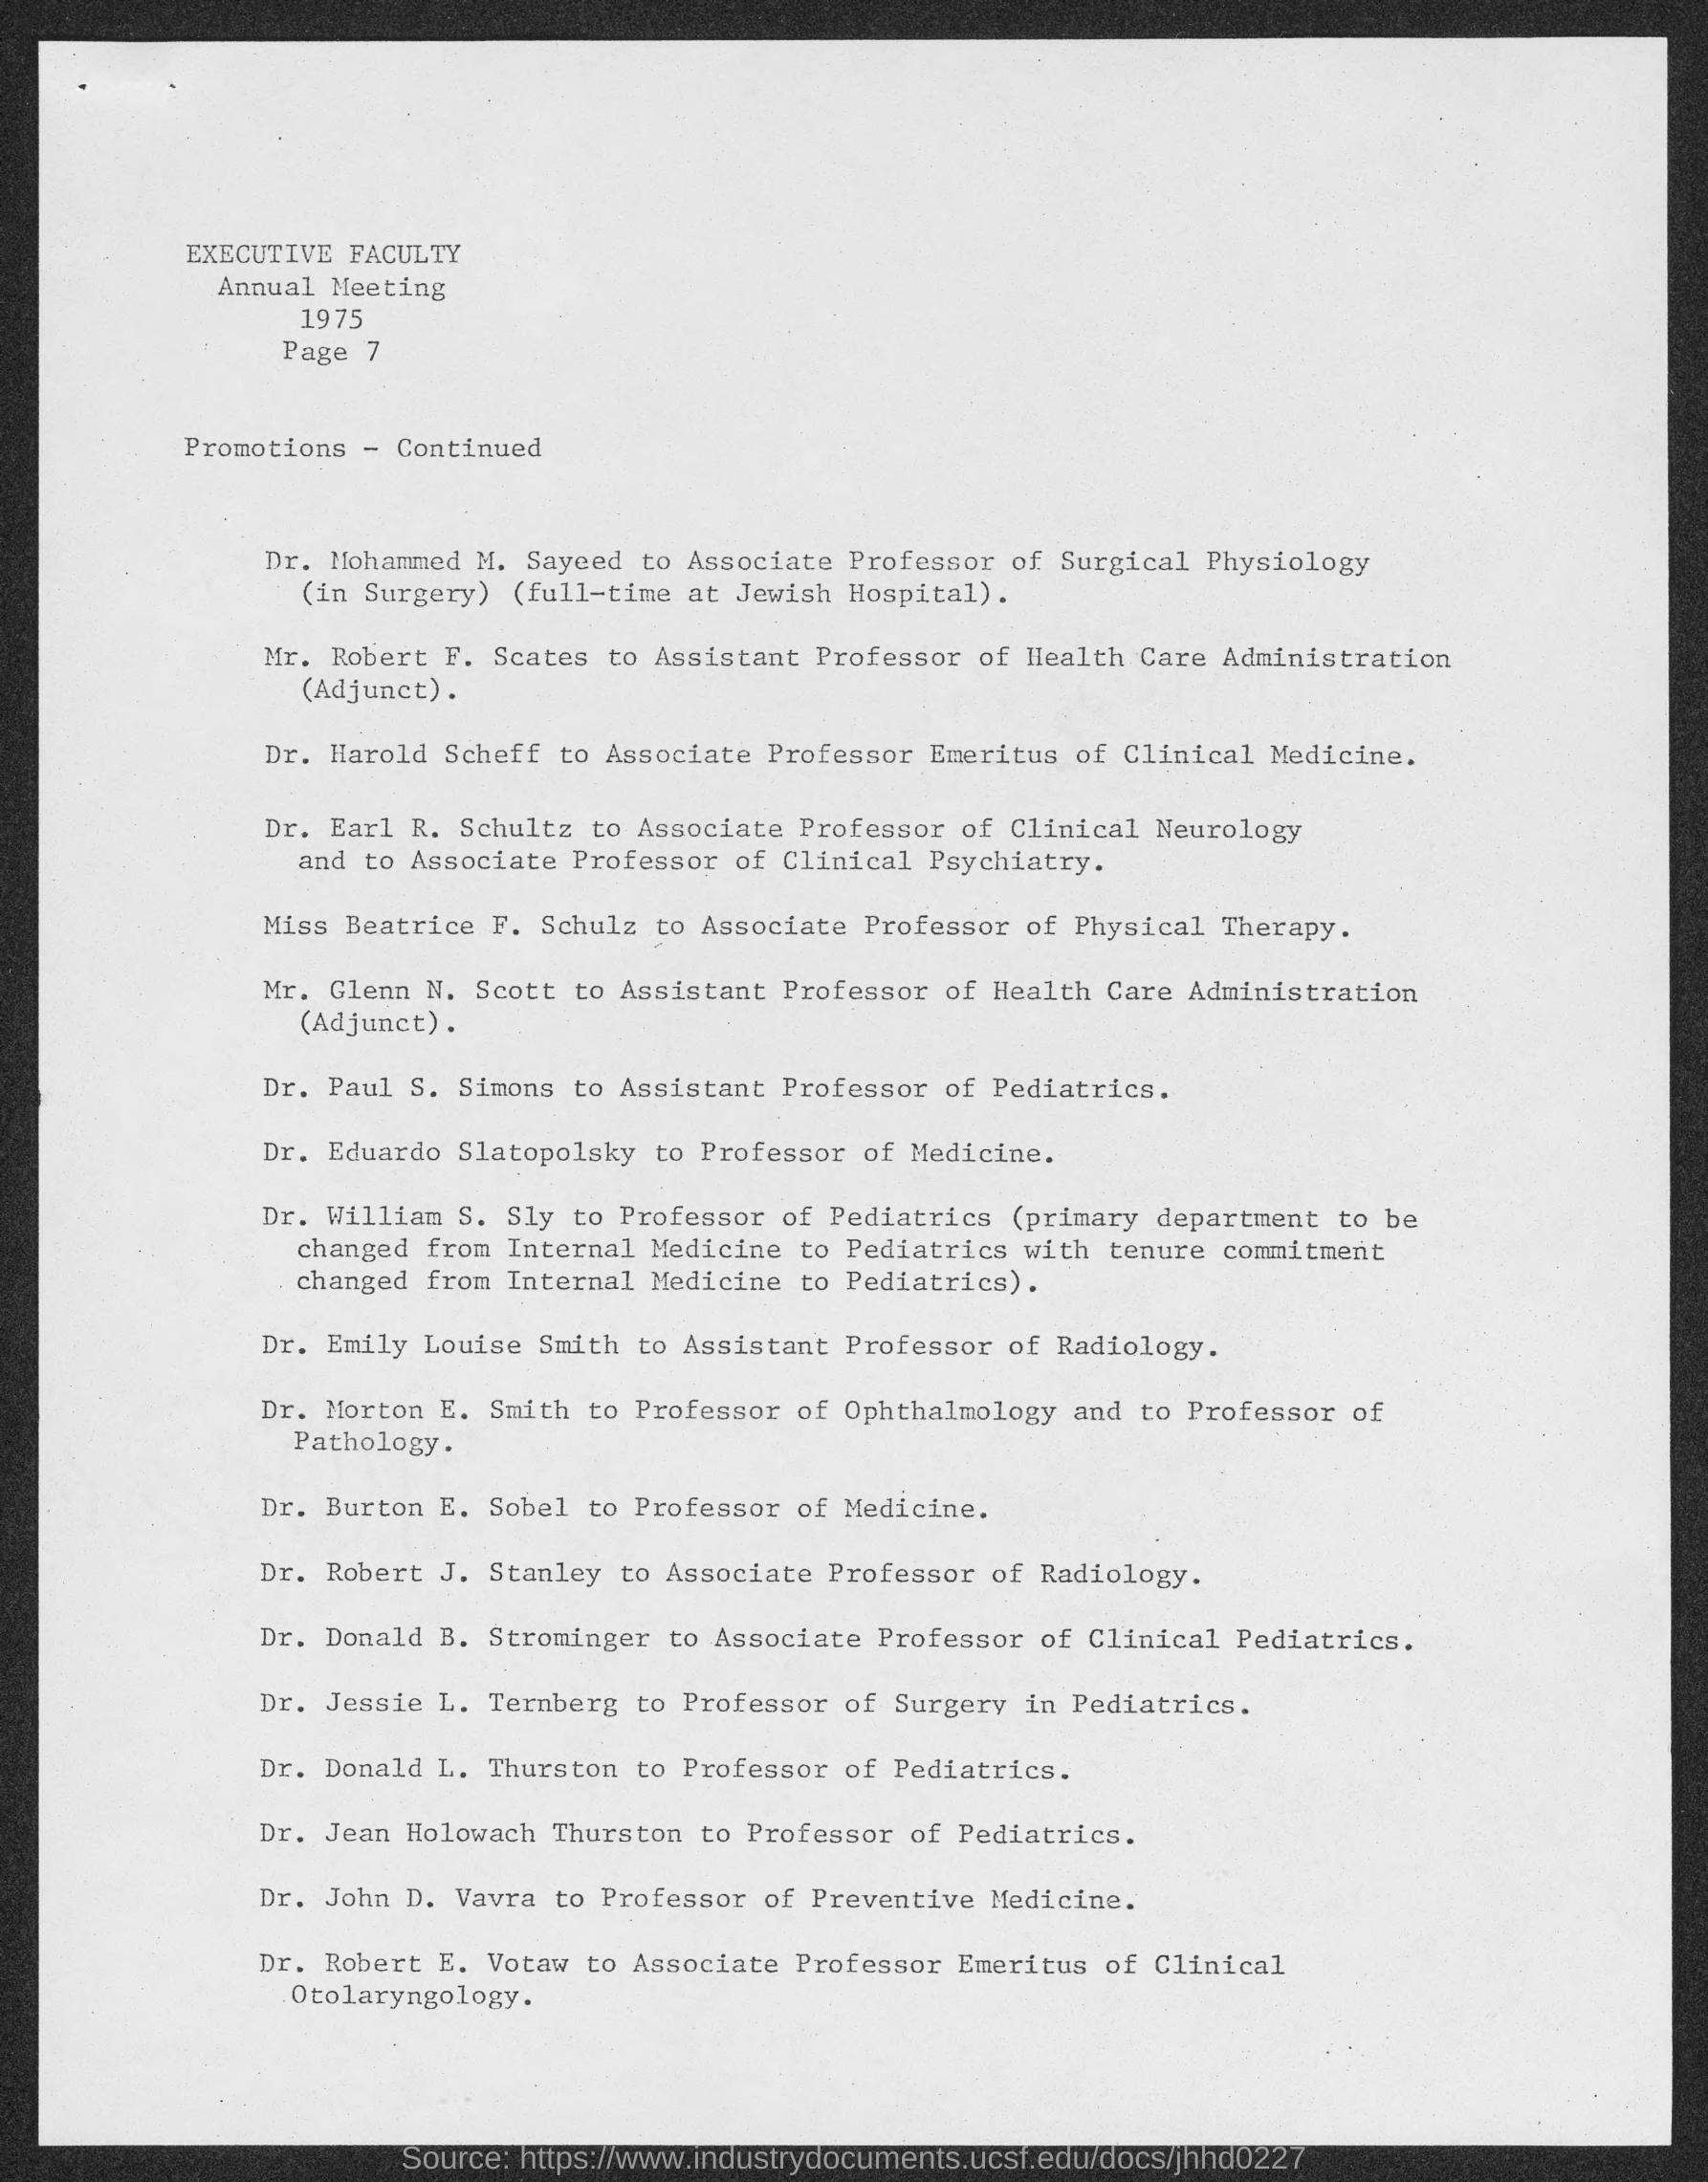 EXECUTIVE FACULTY
Annual Meeting
1975
Page 7
Promotions - Continued
Dr. Mohammed M. Sayeed to Associate Professor of Surgical Physiology
(in Surgery) (full-time at Jewish Hospital).
Mr. Robert F. Scates to Assistant Professor of Health Care Administration
(Adjunct).
Dr. Harold Scheff to Associate Professor Emeritus of Clinical Medicine.
Dr. Earl R. Schultz to Associate Professor of Clinical Neurology
and to Associate Professor of Clinical Psychiatry.
Miss Beatrice F. Schulz to Associate Professor of Physical Therapy.
Mr. Glenn N. Scott to Assistant Professor of Health Care Administration
(Adjunct).
Dr. Paul S. Simons to Assistant Professor of Pediatrics.
Dr. Eduardo Slatopolsky to Professor of Medicine.
Dr. William S. Sly to Professor of Pediatrics (primary department to be
changed from Internal Medicine to Pediatrics with tenure commitment
changed from Internal Medicine to Pediatrics).
Dr. Emily Louise Smith to Assistant Professor of Radiology.
Dr. Morton E. Smith to Professor of Ophthalmology and to Professor of
Pathology.
Dr. Burton E. Sobel to Professor of Medicine.
Dr. Robert J. Stanley to Associate Professor of Radiology.
Dr. Donald B. Strominger to Associate Professor of Clinical Pediatrics.
Dr. Jessie L. Ternberg to Professor of Surgery in Pediatrics.
Dr. Donald L. Thurston to Professor of Pediatrics.
Dr. Jean Holowach Thurston to Professor of Pediatrics.
Dr. John D. Vavra to Professor of Preventive Medicine.
Dr. Robert E. Votaw to Associate Professor Emeritus of Clinical
Otolaryngology.
Source: https://www.industrydocuments.ucsf.edu/docs/jhhd0227